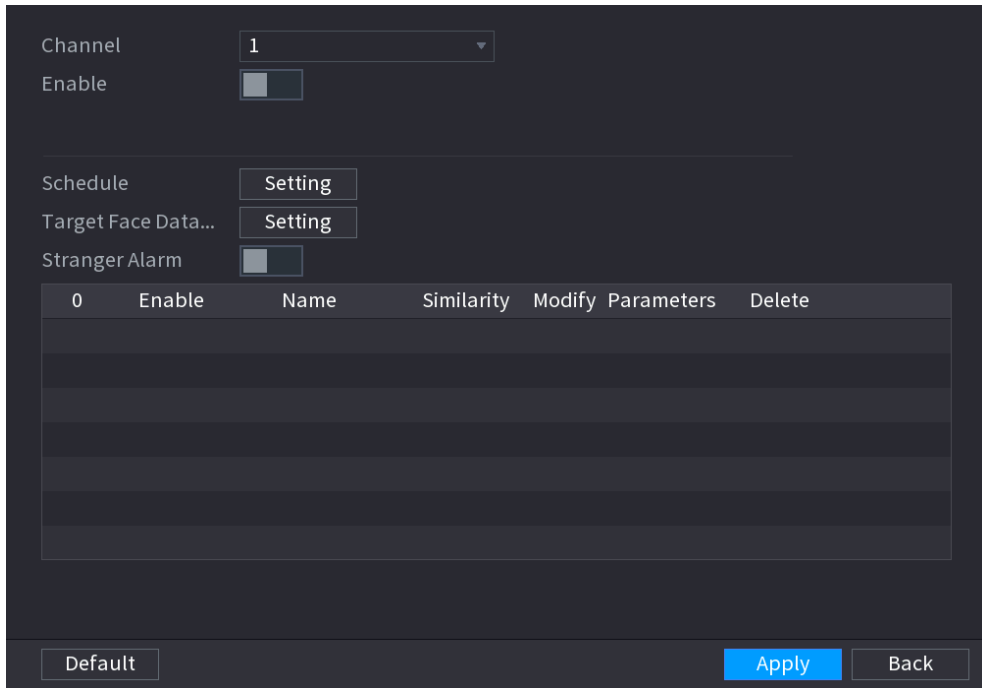 Channel 1
Enable
Schedule Setting
Target Face Data... Setting
Stranger Alarm
0 Enable Name Similarity Modify Parameters Delete
Default Apply Back